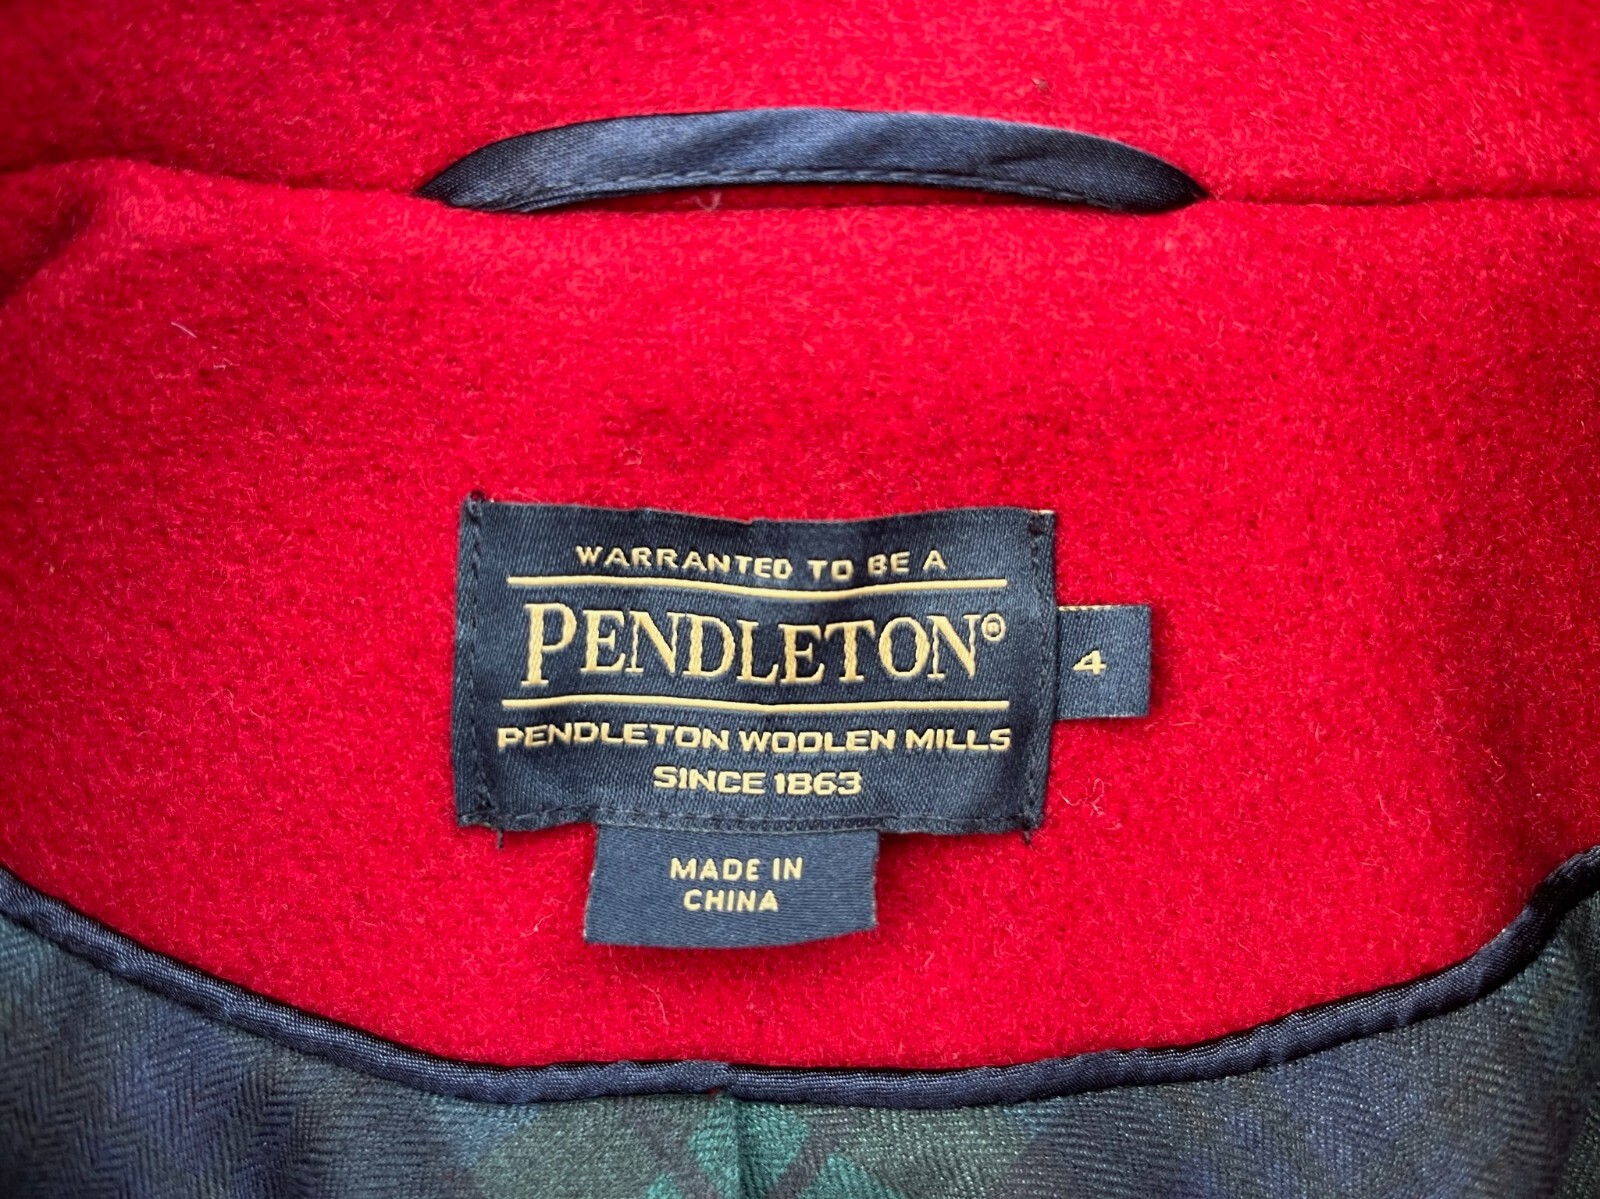 WARRANTED TO BE A
PENDLETON®
4
PENDLETON WOOLEN MILLS
SINCE 1863
MADE IN
CHINA